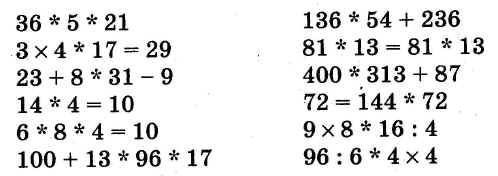 36 * 5 * 21
3 × 4 * 17 = 29
23 + 8 * 31 – 9
14 * 4 = 10
6 * 8 * 4 = 10
100 + 13 * 96 * 17
136 * 54 + 236
81 * 13 = 81 * 13
400 * 313 + 87
72 = 144 * 72
9 × 8 * 16 : 4
96 : 6 * 4 × 4